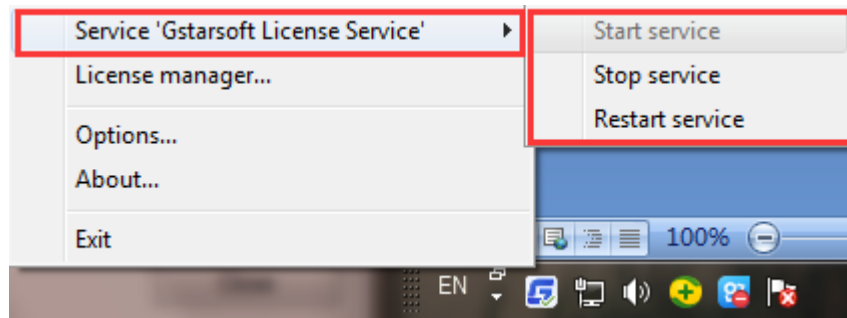 Service 'Gstarsoft License Service'
License manager...
Options...
About...
Exit
Start service
Stop service
Restart service
100%
EN